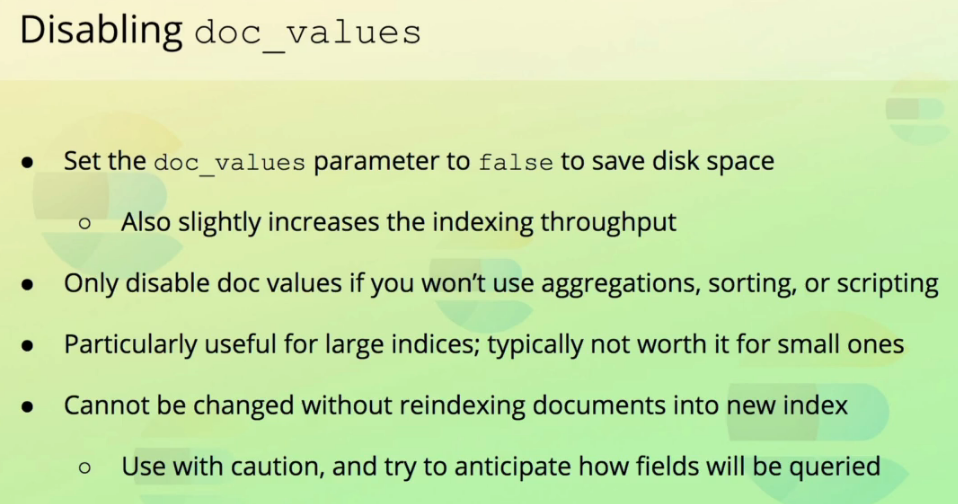 Disabling doc_values
● Set the doc_values parameter to false to save disk space
○ Also slightly increases the indexing throughput
● Only disable doc values if you won't use aggregations, sorting, or scripting
● Particularly useful for large indices; typically not worth it for small ones
● Cannot be changed without reindexing documents into new index
○ Use with caution, and try to anticipate how fields will be queried